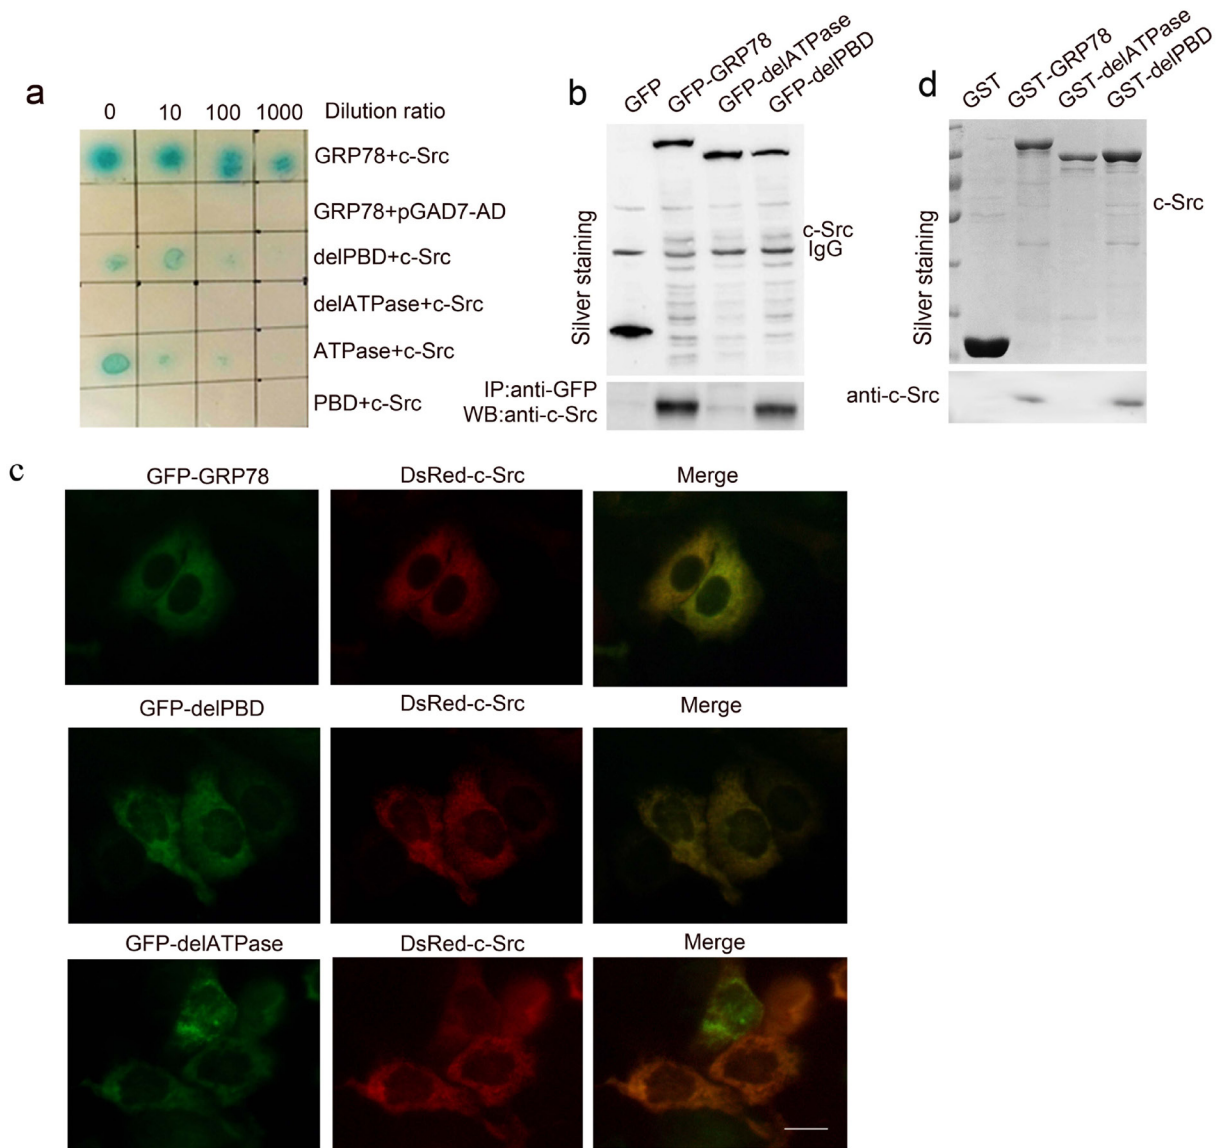 a
0 10 100 1000 Dilution ratio
GRP78+c-Src
GRP78+pGAD7-AD
delPBD+c-Src
delATPase+c-Src
ATPase+c-Src
PBD+c-Src
b
GFP
GFP-GRP78
GFP-delATPase
GFP-delPBD
Silver staining
c-Src
IgG
IP:anti-GFP
WB:anti-c-Src
d
GST
GST-GRP78
GST-delATPase
GST-delPBD
Silver staining
c-Src
anti-c-Src
c
GFP-GRP78 DsRed-c-Src Merge
GFP-delPBD DsRed-c-Src Merge
GFP-delATPase DsRed-c-Src Merge